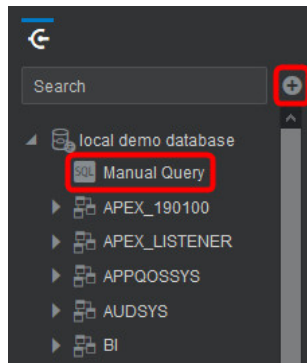 Search
local demo database
SQL Manual Query
APEX_190100
APEX_LISTENER
APPQOSSYS
AUDSYS
BI